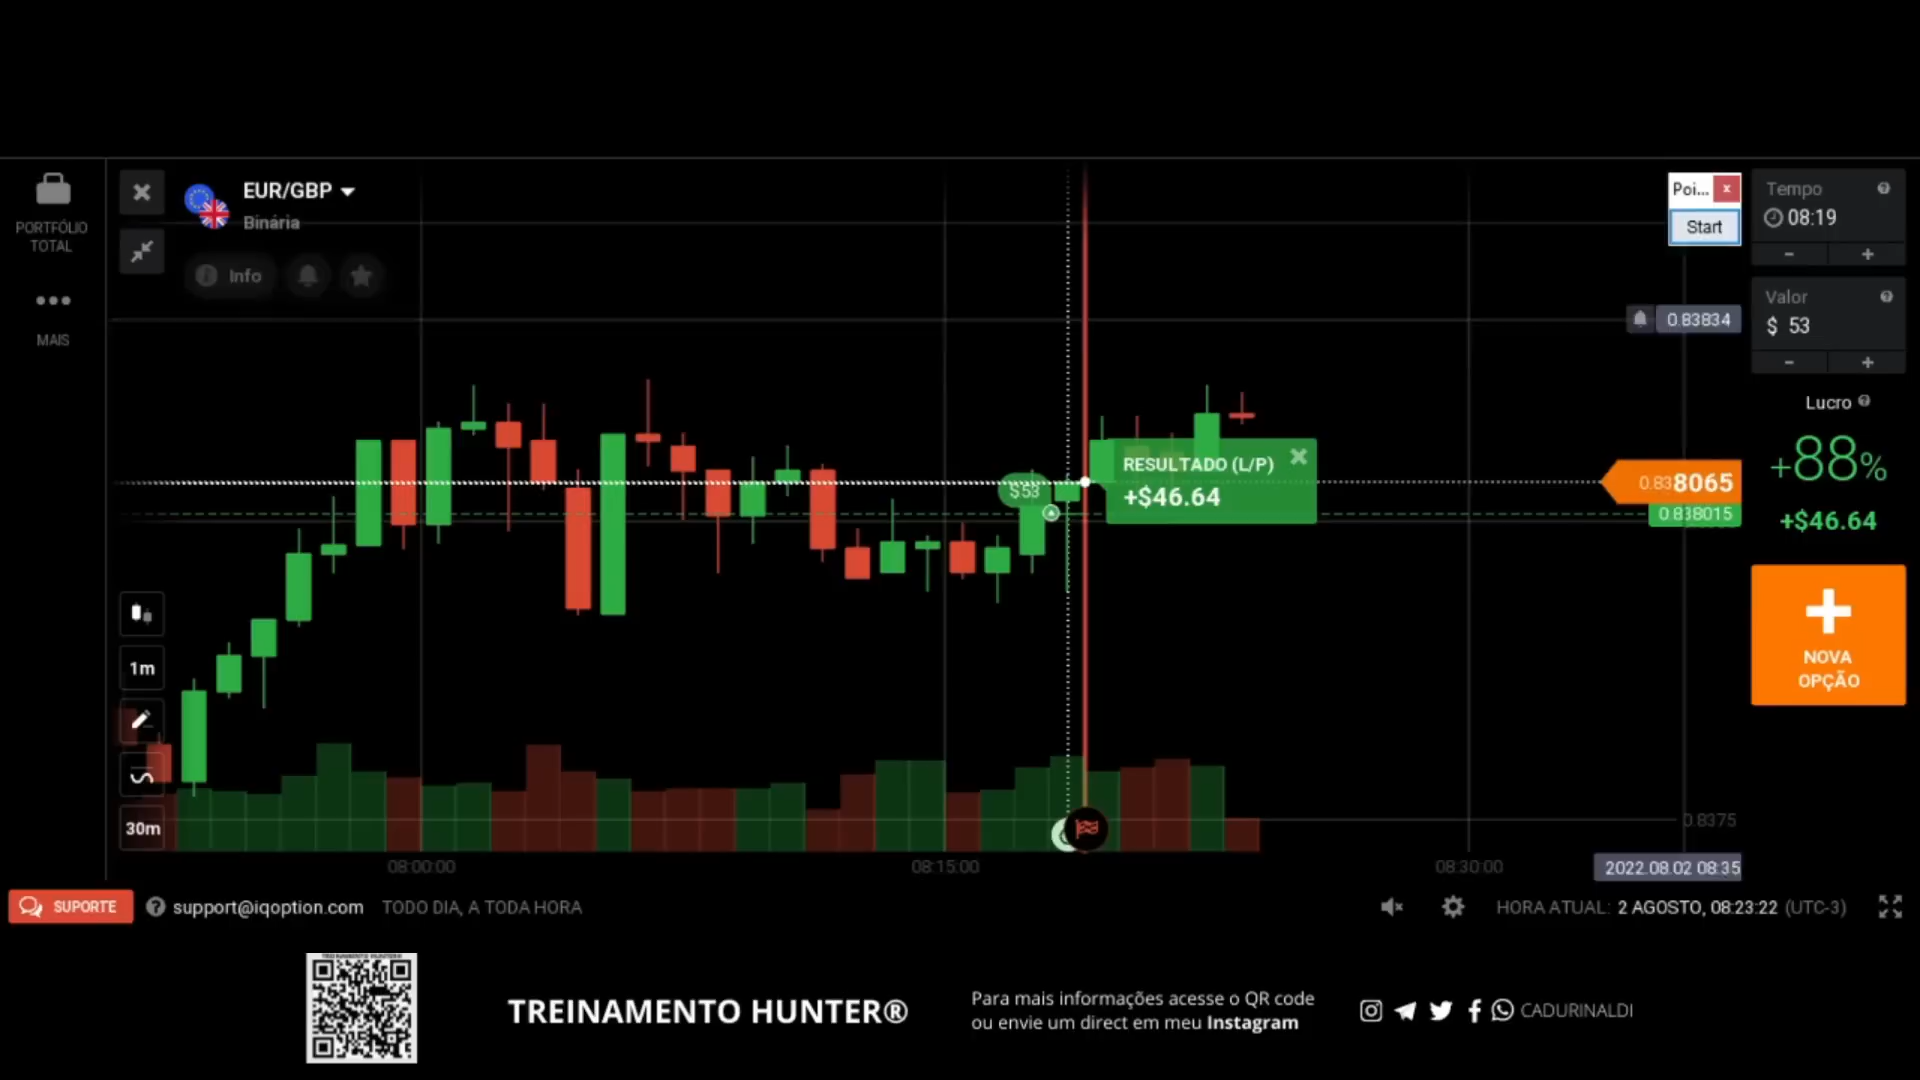 PORTFÓLIO
TOTAL
MAIS
EUR/GBP
Binária
Info
Poi...
x
Start
Tempo
08:19
-
+
Valor
$ 53
-
+
Lucro
+88%
+$46.64
NOVA
OPÇÃO
0.83834
0.838065
0.838015
0.8375
$53
RESULTADO (L/P)
+$46.64
1m
30m
08:00:00
08:15:00
08:30:00
2022.08.02 08:35
SUPORTE
support@iqoption.com
TODO DIA, A TODA HORA
HORA ATUAL: 2 AGOSTO, 08:23:22 (UTC-3)
TREINAMENTO HUNTER®
TREINAMENTO HUNTER®
Para mais informações acesse o QR code
ou envie um direct em meu Instagram
CADURINALDI